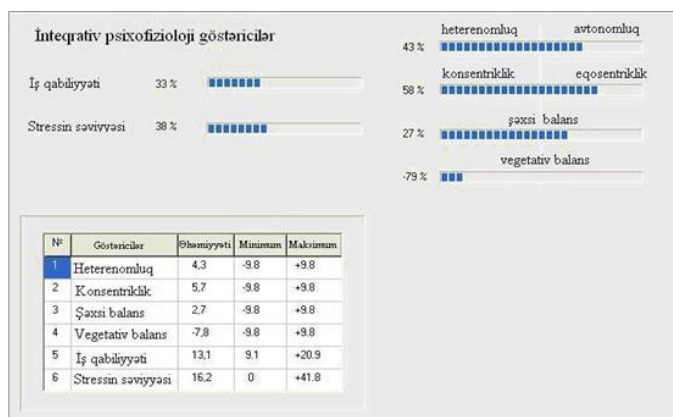 İnteqrativ psixofizioloji göstəricilər
İş qabiliyyəti 33 %
Stressin səviyyəsi 38 %
heterenomluq avtonomluq
43 %
konsentriklik eqosentriklik
58 %
şəxsi balans
27 %
vegetativ balans
-79 %
№ Göstəricilər Əhəmiyyəti Minimum Maksimum
1 Heterenomluq 4,3 -9.8 +9.8
2 Konsentriklik 5,7 -9.8 +9.8
3 Şəxsi balans 2,7 -9.8 +9.8
4 Vegetativ balans -7,8 -9.8 +9.8
5 İş qabiliyyəti 13,1 9.1 +20.9
6 Stressin səviyyəsi 16,2 0 +41.8